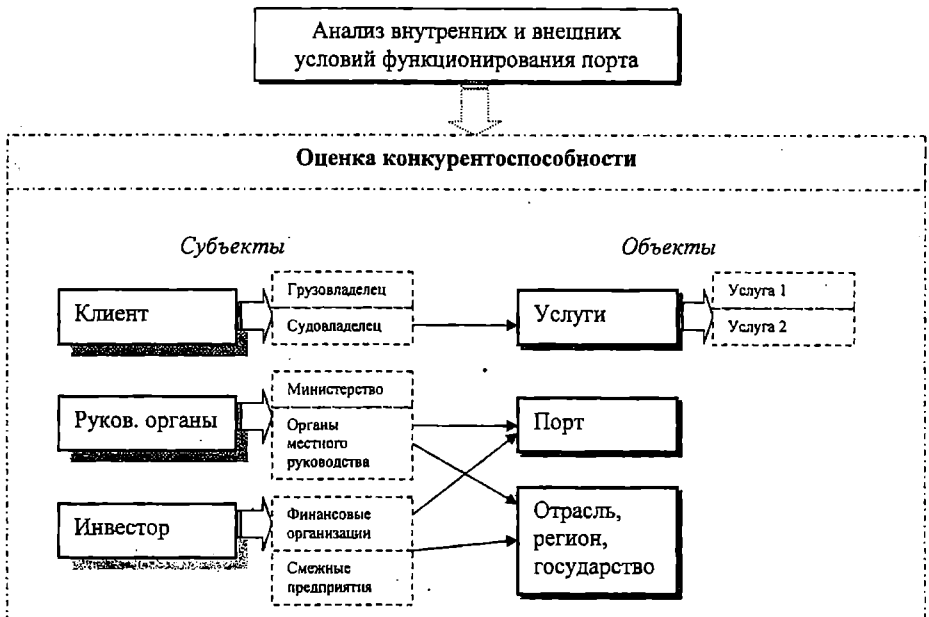 Анализ внутренних и внешних
условий функционирования порта
Оценка конкурентоспособности
Субъекты
Объекты
Клиент
Грузовладелец
Судовладелец
Услуги
Услуга 1
Услуга 2
Руков. органы
Министерство
Органы
местного
руководства
Порт
Инвестор
Финансовые
организации
Смежные
предприятия
Отрасль,
регион,
государство